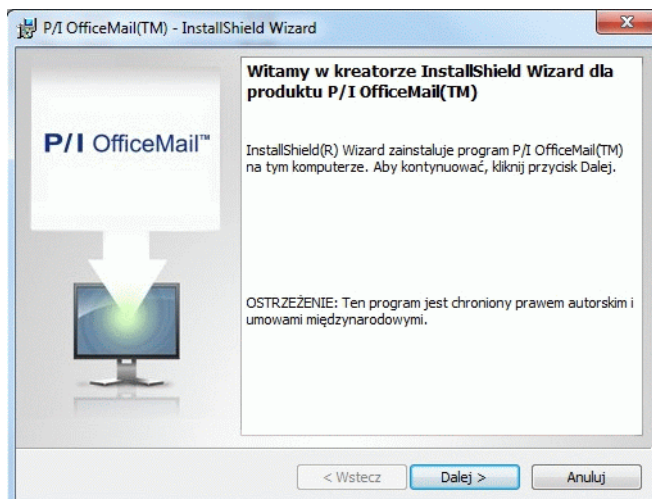 P/I OfficeMail(TM) - InstallShield Wizard
Witamy w kreatorze InstallShield Wizard dla
produktu P/I OfficeMail(TM)
P/I OfficeMail™
InstallShield(R) Wizard zainstaluje program P/I OfficeMail(TM)
na tym komputerze. Aby kontynuować, kliknij przycisk Dalej.
OSTRZEŻENIE: Ten program jest chroniony prawem autorskim i
umowami międzynarodowymi.
< Wstecz
Dalej >
Anuluj